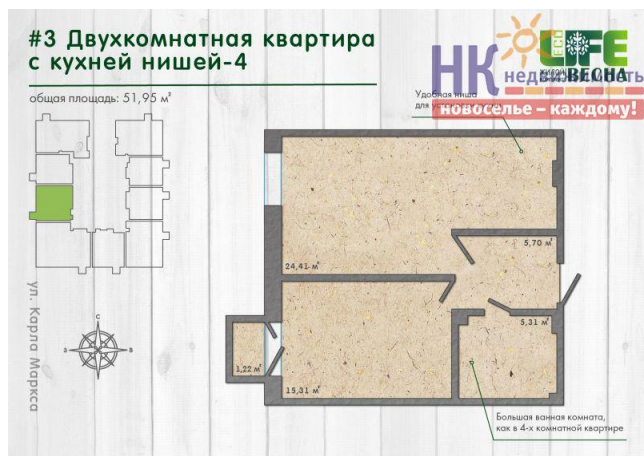 #3 Двухкомнатная квартира
с кухней нишей-4
общая площадь: 51,95 м²
НК недвижимость
LIFE
ВЕСНА
новоселье – каждому!
Удобная ниша
для
5,70 м²
24,41 м²
5,31 м²
1,22 м²
15,31 м²
ул. Карла Маркса
С
В
З
Большая ванная комната,
как в 4-х комнатной квартире